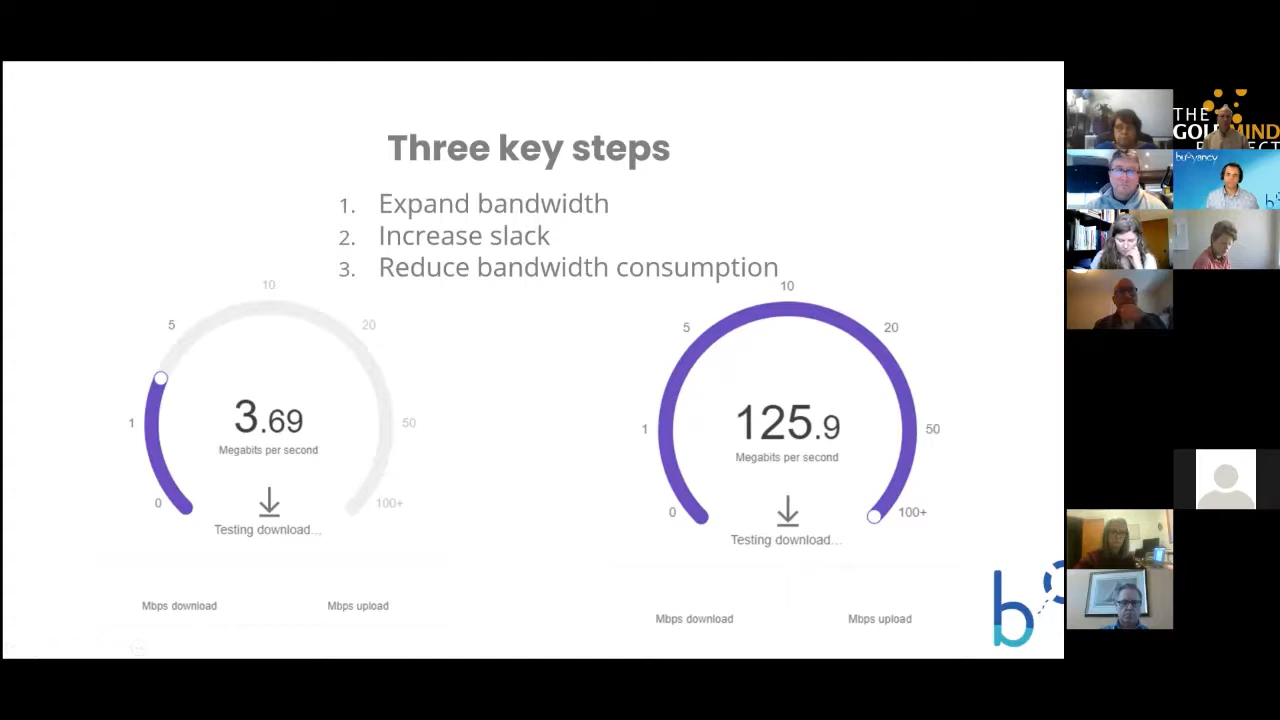 Three key steps
1. Expand bandwidth
2. Increase slack
3. Reduce bandwidth consumption
10
5
20
1
50
0
100+
3.69
Megabits per second
Testing download...
Mbps download
Mbps upload
10
5
20
1
50
0
100+
125.9
Megabits per second
Testing download...
Mbps download
Mbps upload
b
THE
GOLDMIND
buoyancy